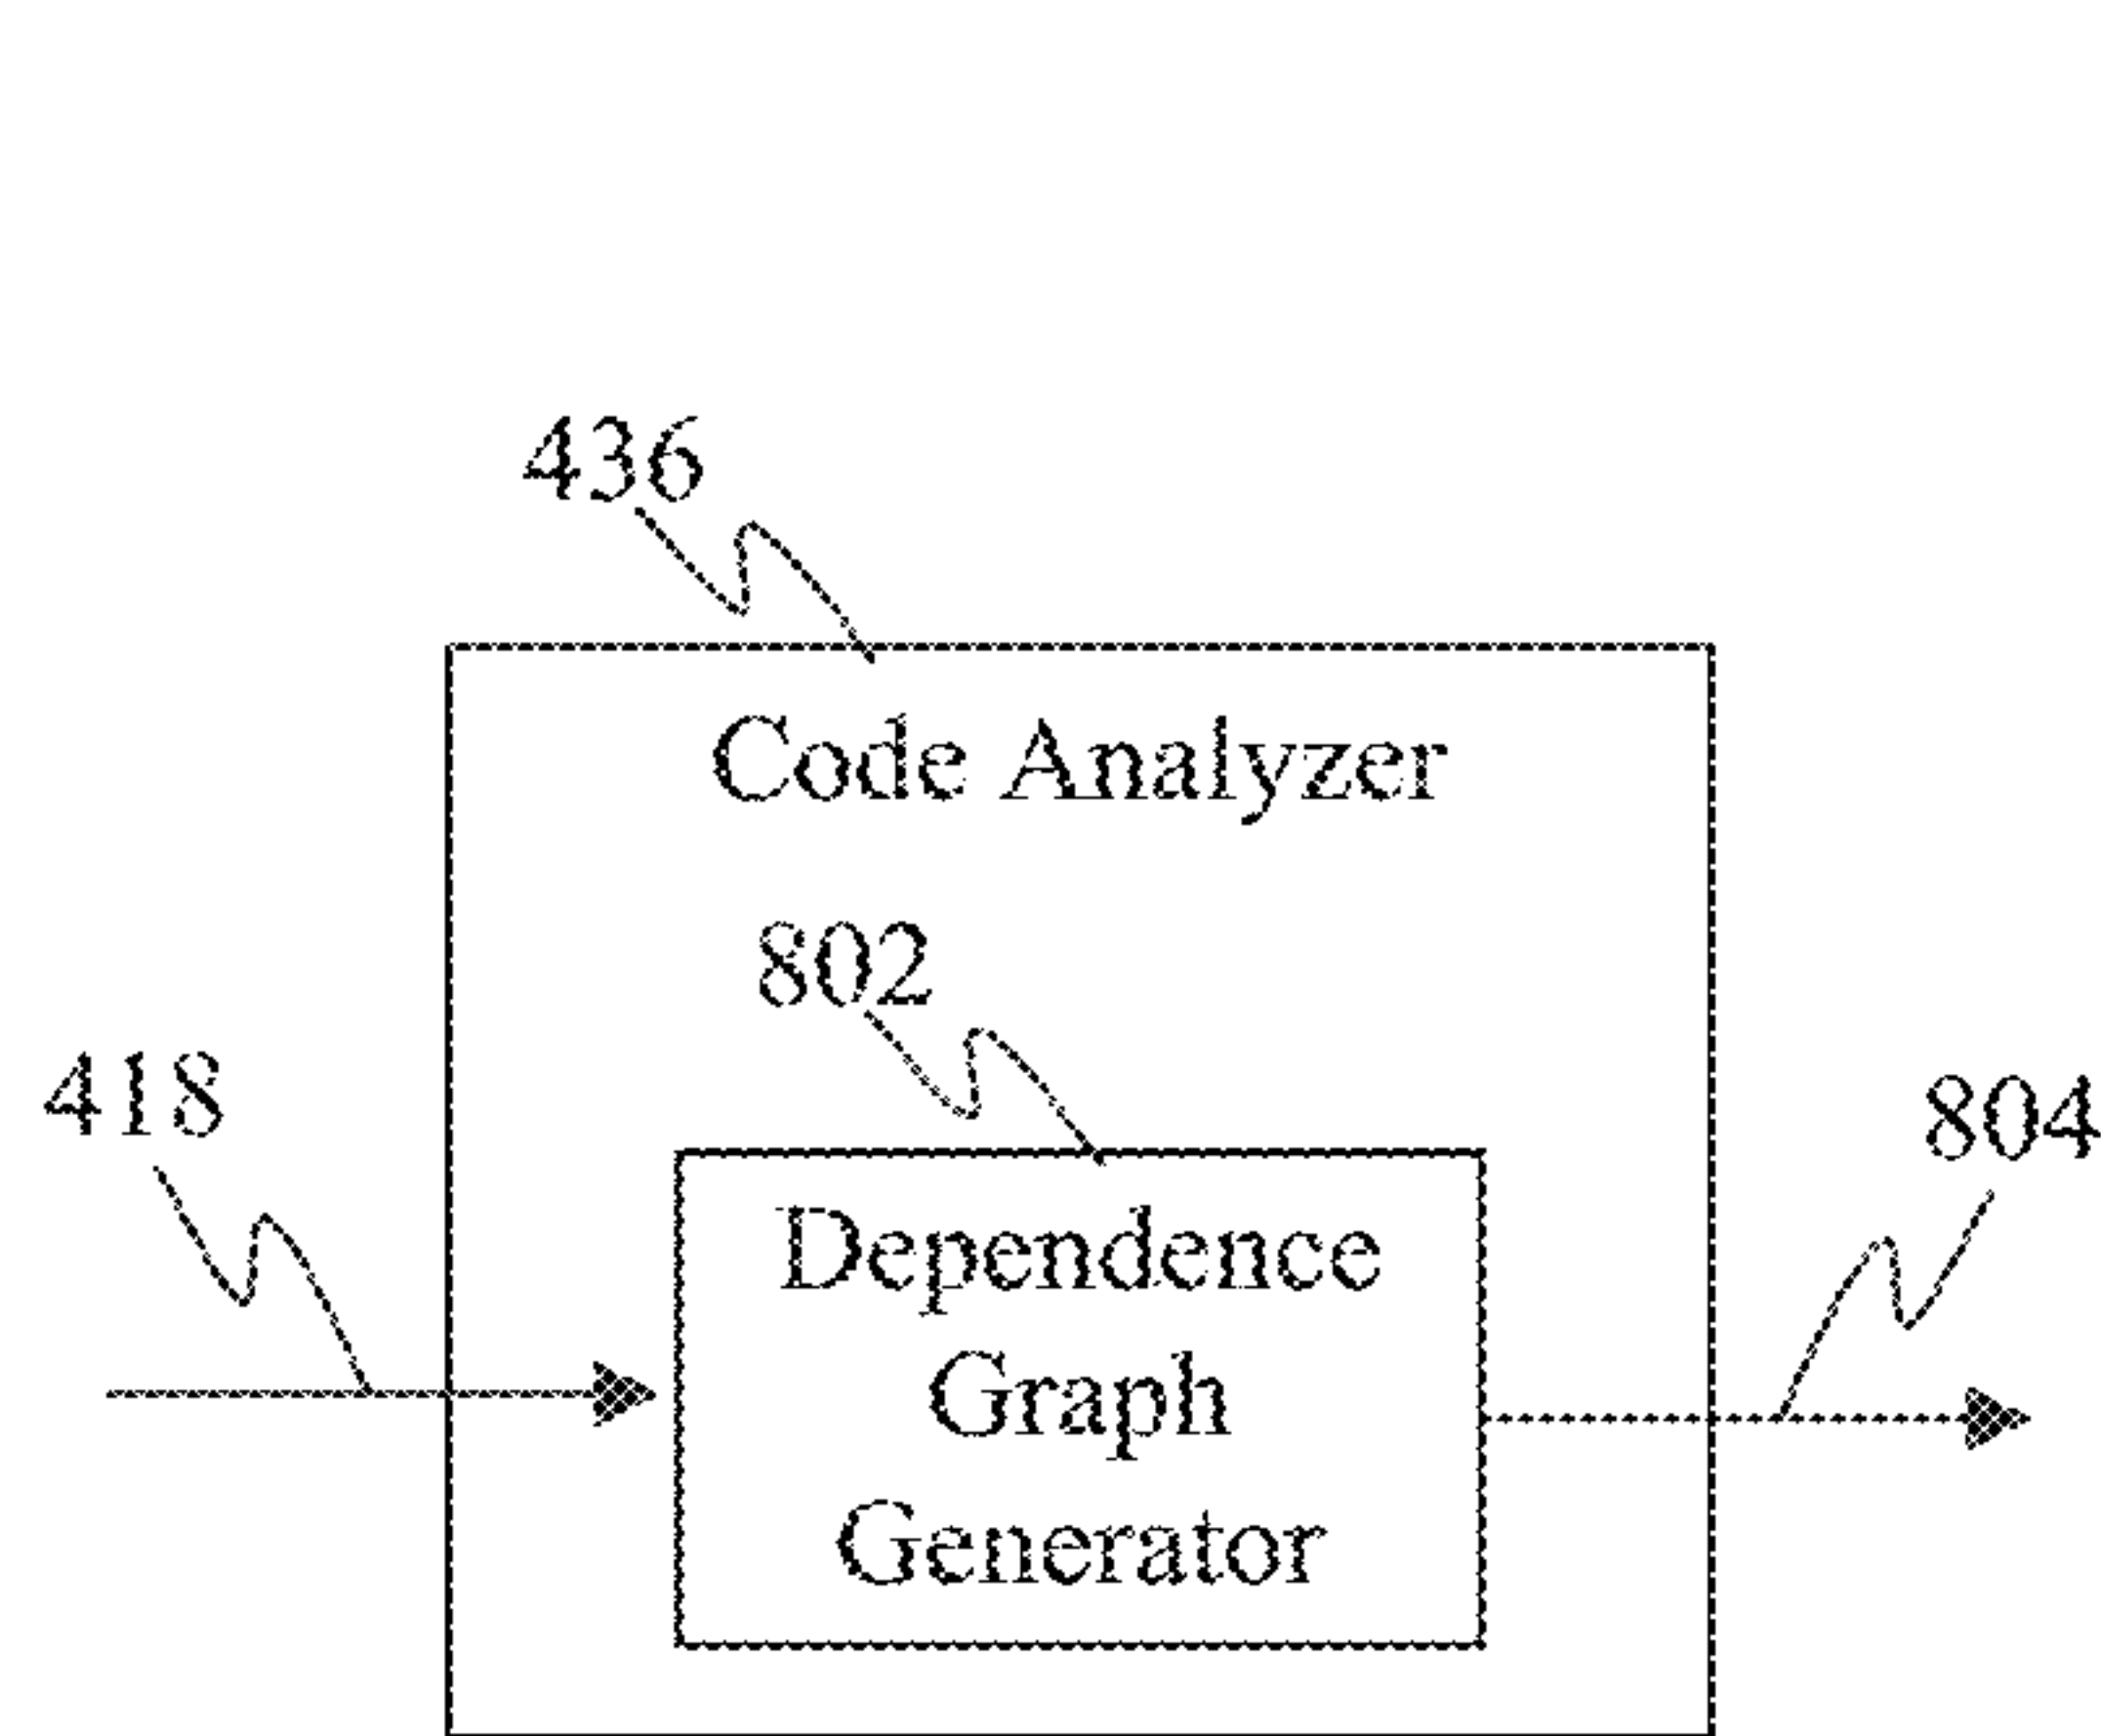 436
Code Analyzer
802
418
804
Dependence
Graph
Generator